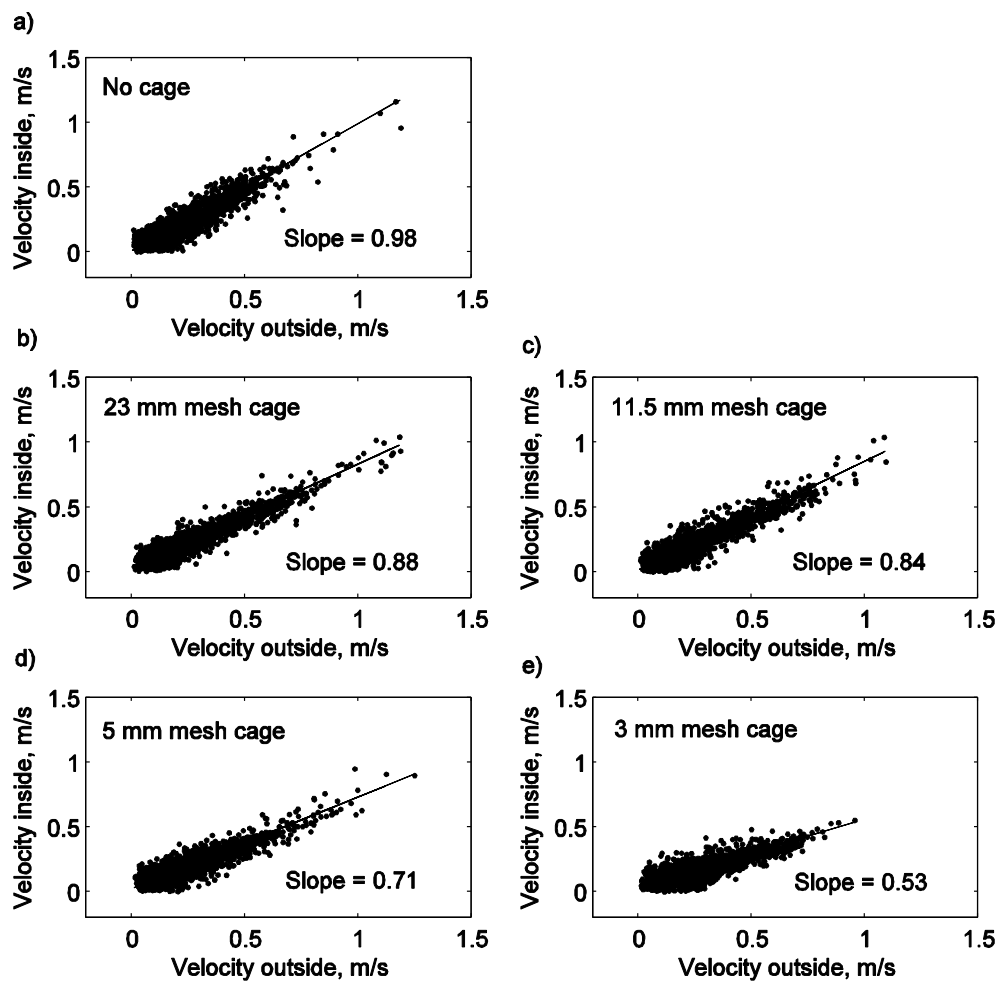 a)
1.5
1
0.5
0
Velocity inside, m/s
No cage
Slope = 0.98
0 0.5 1 1.5
Velocity outside, m/s
b)
1.5
1
0.5
0
Velocity inside, m/s
23 mm mesh cage
Slope = 0.88
0 0.5 1 1.5
Velocity outside, m/s
c)
1.5
1
0.5
0
Velocity inside, m/s
11.5 mm mesh cage
Slope = 0.84
0 0.5 1 1.5
Velocity outside, m/s
d)
1.5
1
0.5
0
Velocity inside, m/s
5 mm mesh cage
Slope = 0.71
0 0.5 1 1.5
Velocity outside, m/s
e)
1.5
1
0.5
0
Velocity inside, m/s
3 mm mesh cage
Slope = 0.53
0 0.5 1 1.5
Velocity outside, m/s